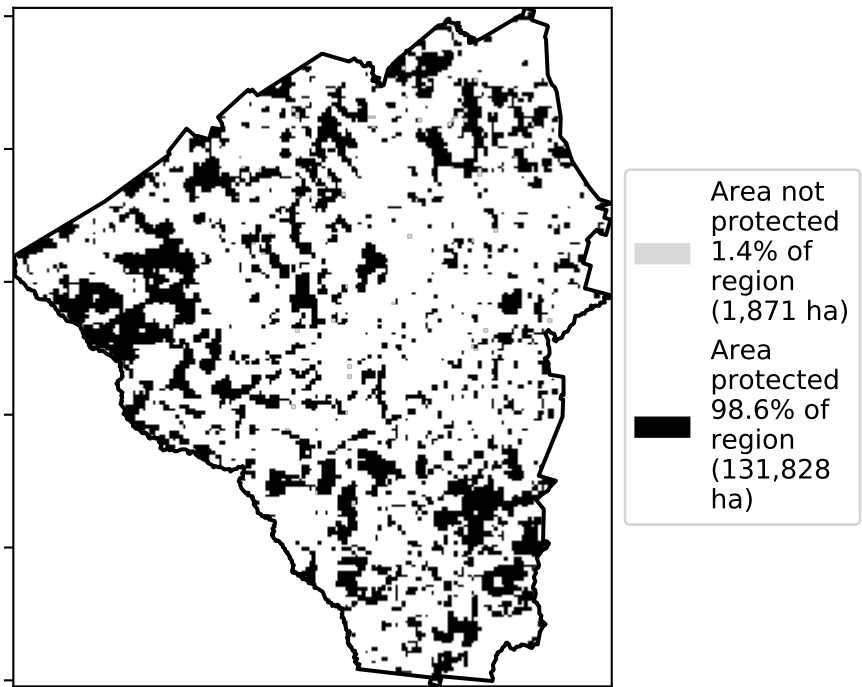 Area not
protected
1.4% of
region
(1,871 ha)
Area
protected
98.6% of
region
(131,828
ha)